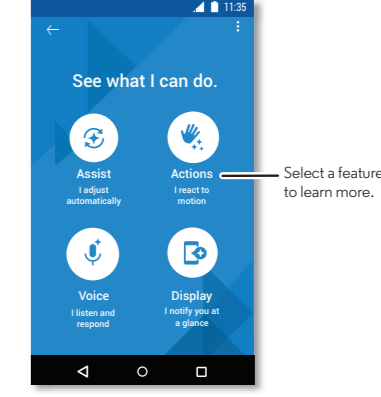 11:35
See what I can do.
Assist
I adjust
automatically
Actions
I react to
motion
Select a feature
to learn more.
Voice
I listen and
respond
Display
I notify you at
a glance